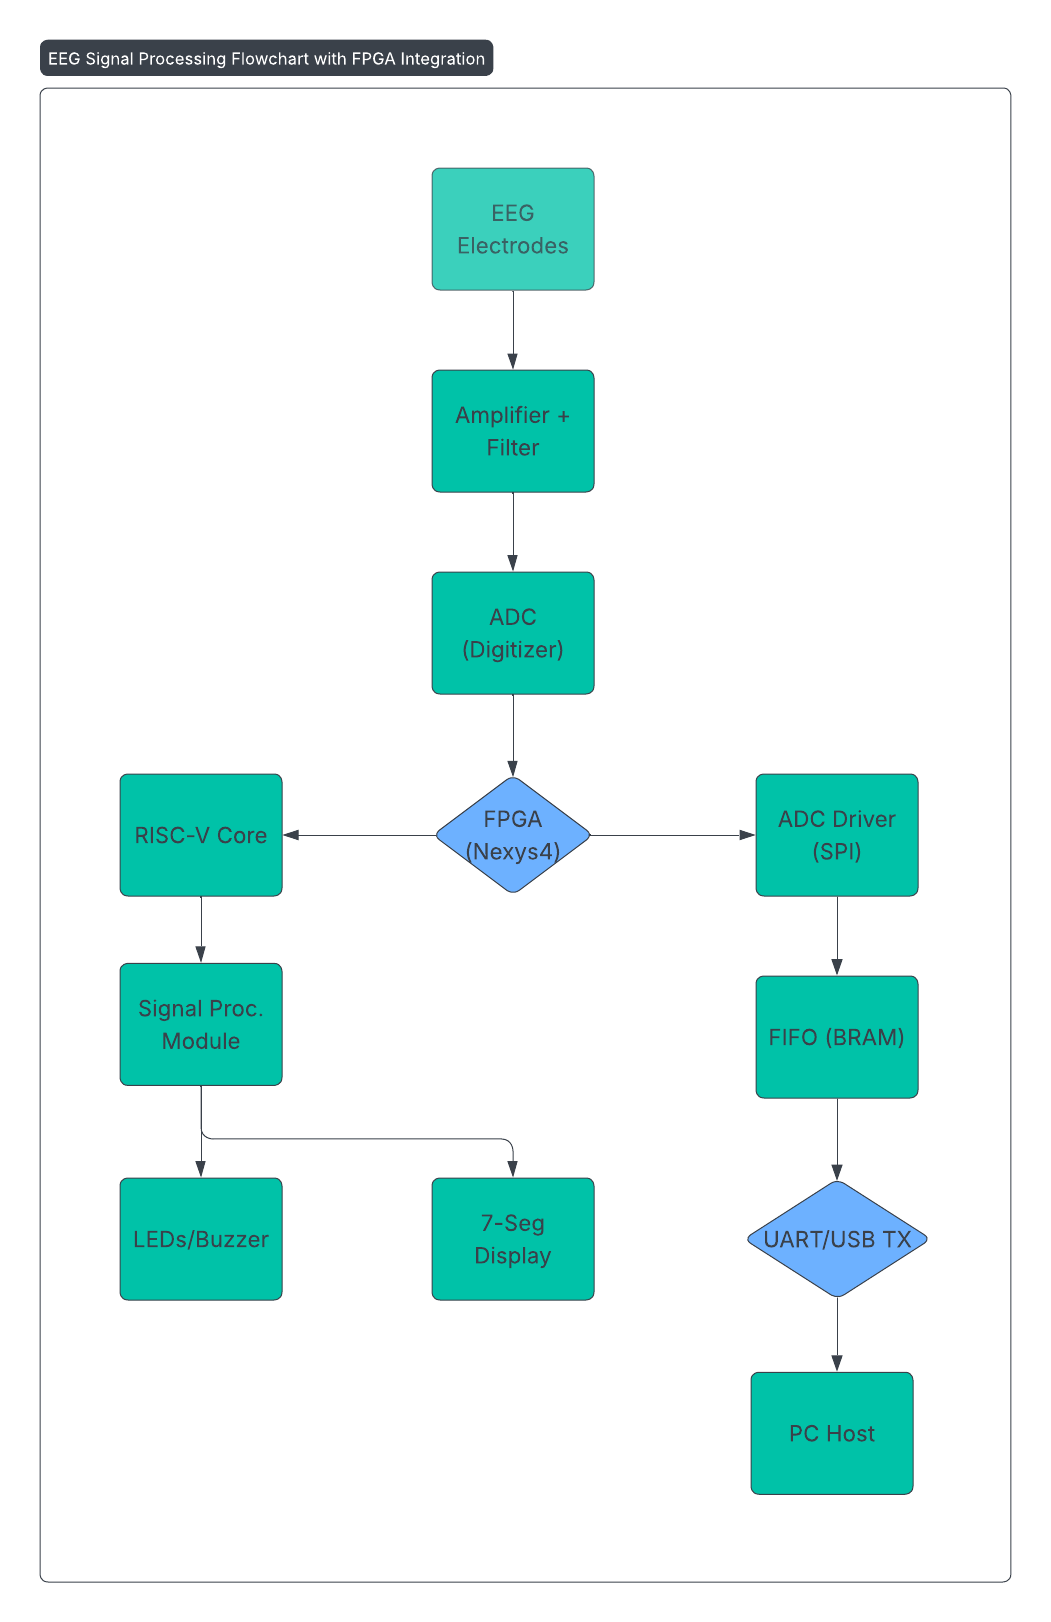 EEG Signal Processing Flowchart with FPGA Integration
EEG
Electrodes
Amplifier +
Filter
ADC
(Digitizer)
RISC-V Core
FPGA
(Nexys4)
ADC Driver
(SPI)
Signal Proc.
Module
FIFO (BRAM)
LEDs/Buzzer
7-Seg
Display
UART/USB TX
PC Host